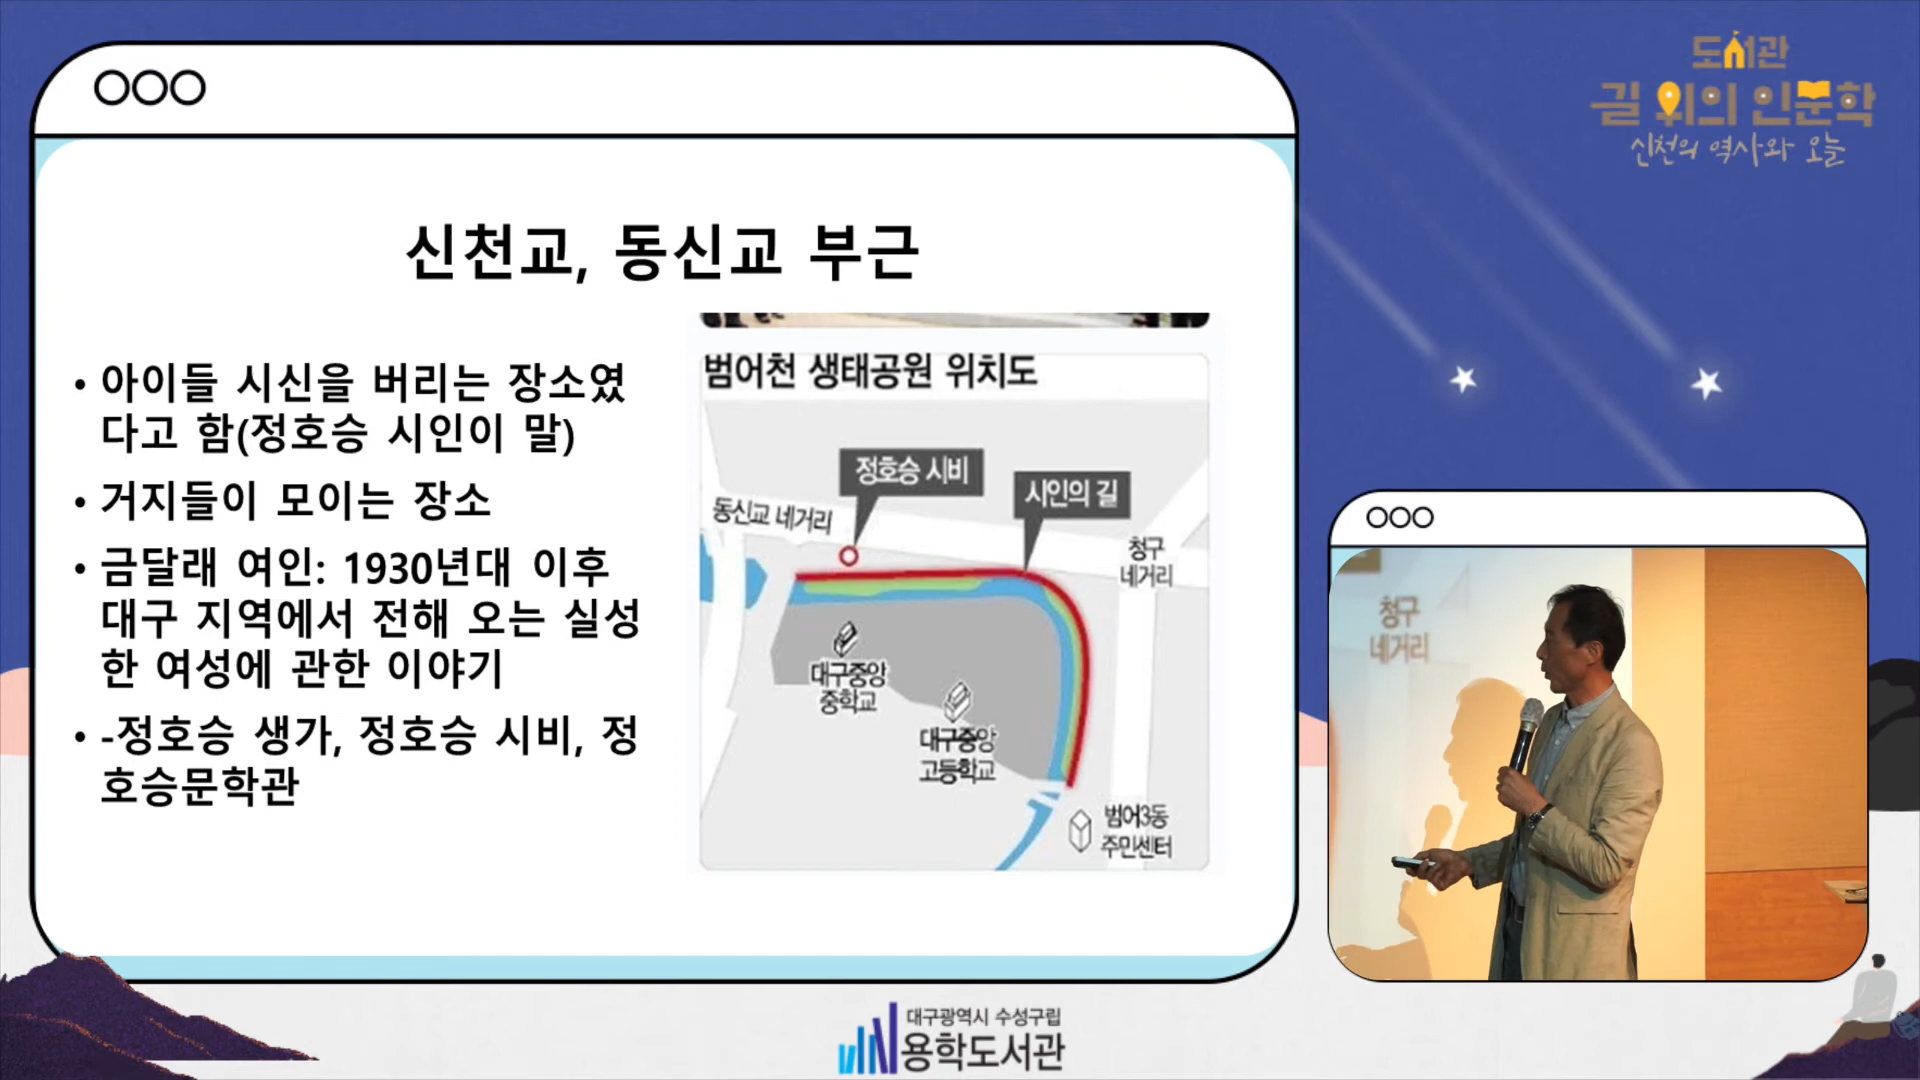 도서관
길 위의 인문학
신천의 역사와 오늘
신천교, 동신교 부근
• 아이들 시신을 버리는 장소였
다고 함(정호승 시인이 말)
• 거지들이 모이는 장소
• 금달래 여인: 1930년대 이후
대구 지역에서 전해 오는 실성
한 여성에 관한 이야기
• -정호승 생가, 정호승 시비, 정
호승문학관
범어천 생태공원 위치도
정호승 시비
시인의 길
동신교 네거리
청구
네거리
대구중앙
중학교
대구중앙
고등학교
범어3동
주민센터
청구
네거리
대구광역시 수성구립
용학도서관